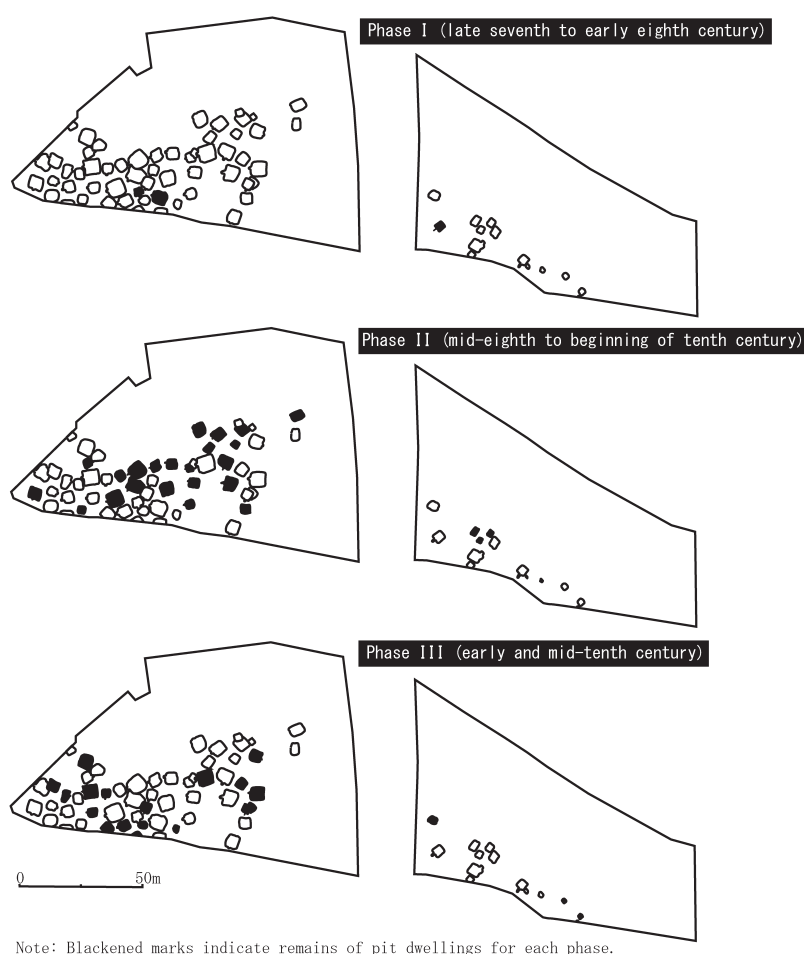 Phase I (late seventh to early eighth century)
Phase II (mid-eighth to beginning of tenth century)
Phase III (early and mid-tenth century)
0 50m
Note: Blackened marks indicate remains of pit dwellings for each phase.